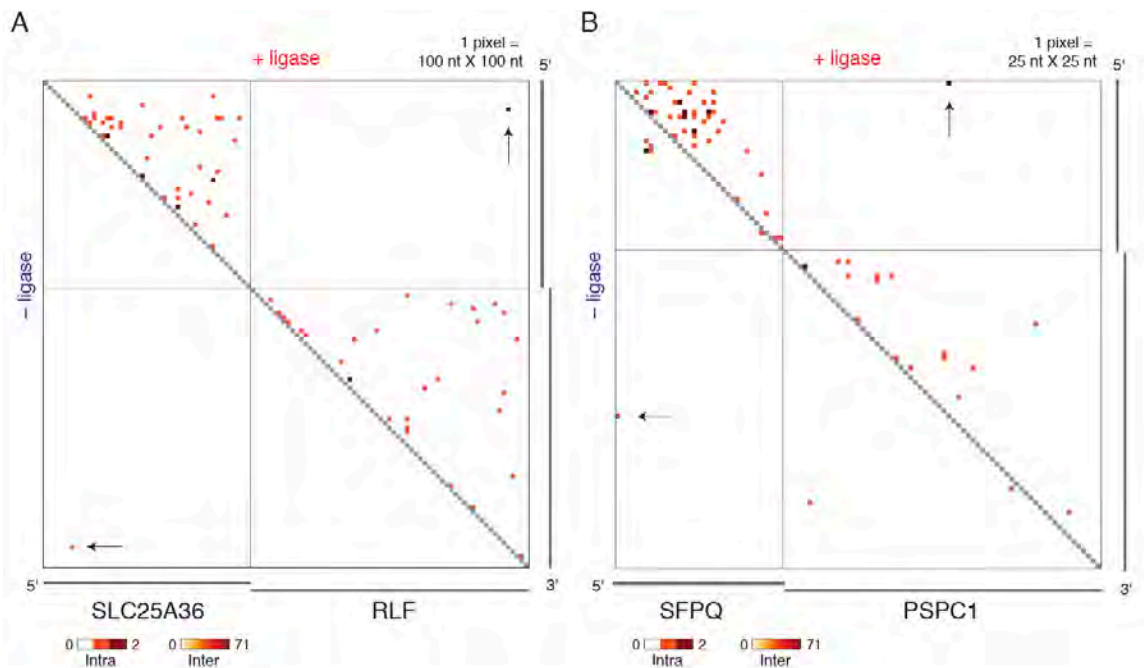 A
+ ligase
1 pixel =
100 nt X 100 nt
5'
– ligase
5'
3'
SLC25A36
RLF
0 2
Intra
0 71
Inter
B
+ ligase
1 pixel =
25 nt X 25 nt
5'
– ligase
5'
3'
SFPQ
PSPC1
0 2
Intra
0 71
Inter